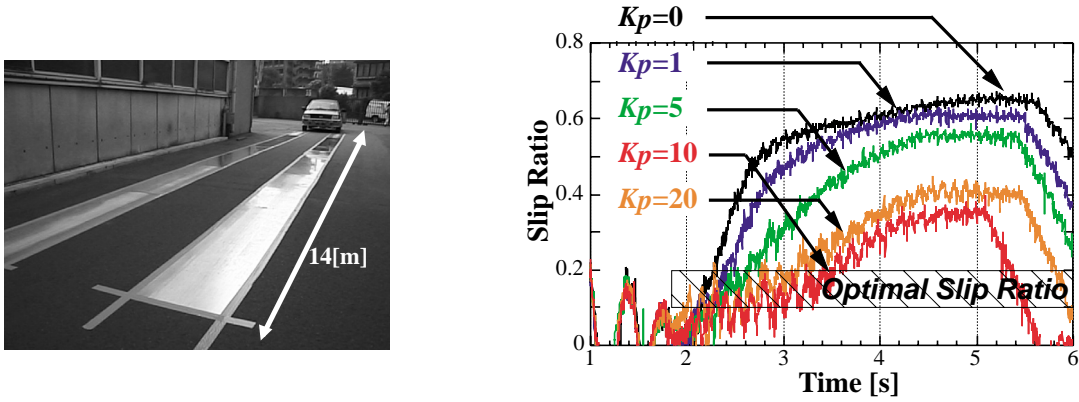 14[m]
Kp=0
Kp=1
Kp=5
Kp=10
Kp=20
Slip Ratio
0.8
0.6
0.4
0.2
0
Optimal Slip Ratio
1 2 3 4 5 6
Time [s]